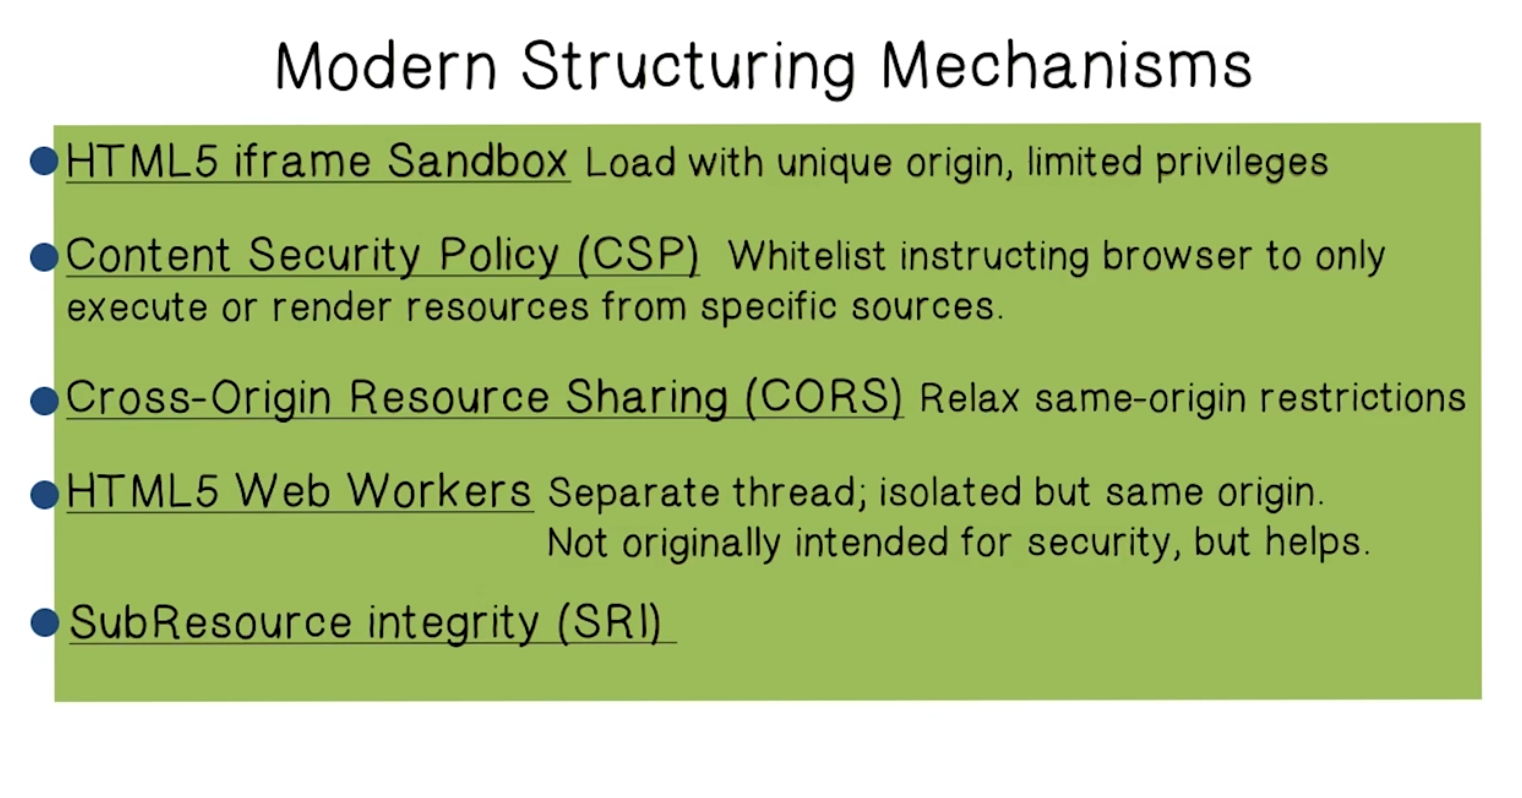 Modern Structuring Mechanisms
HTML5 iframe Sandbox Load with unique origin, limited privileges
Content Security Policy (CSP) Whitelist instructing browser to only
execute or render resources from specific sources.
Cross-Origin Resource Sharing (CORS) Relax same-origin restrictions
HTML5 Web Workers Separate thread; isolated but same origin.
Not originally intended for security, but helps.
SubResource integrity (SRI)